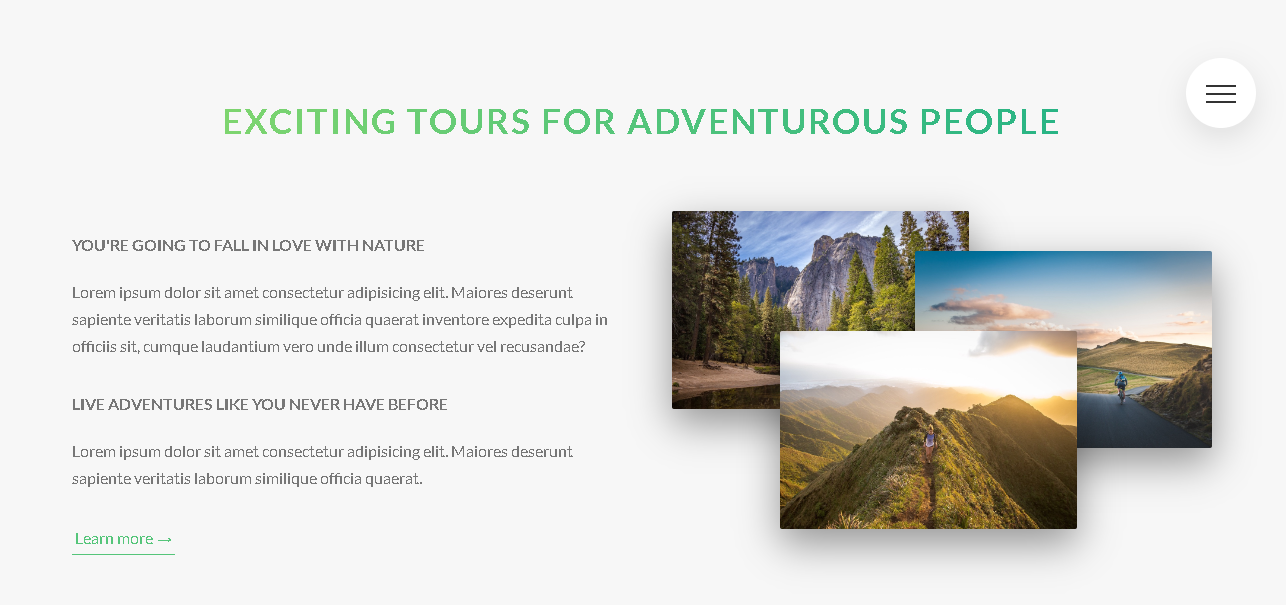 EXCITING TOURS FOR ADVENTUROUS PEOPLE
YOU'RE GOING TO FALL IN LOVE WITH NATURE
Lorem ipsum dolor sit amet consectetur adipisicing elit. Maiores deserunt
sapiente veritatis laborum similique officia quaerat inventore expedita culpa in
officiis sit, cumque laudantium vero unde illum consectetur vel recusandae?
LIVE ADVENTURES LIKE YOU NEVER HAVE BEFORE
Lorem ipsum dolor sit amet consectetur adipisicing elit. Maiores deserunt
sapiente veritatis laborum similique officia quaerat.
Learn more →